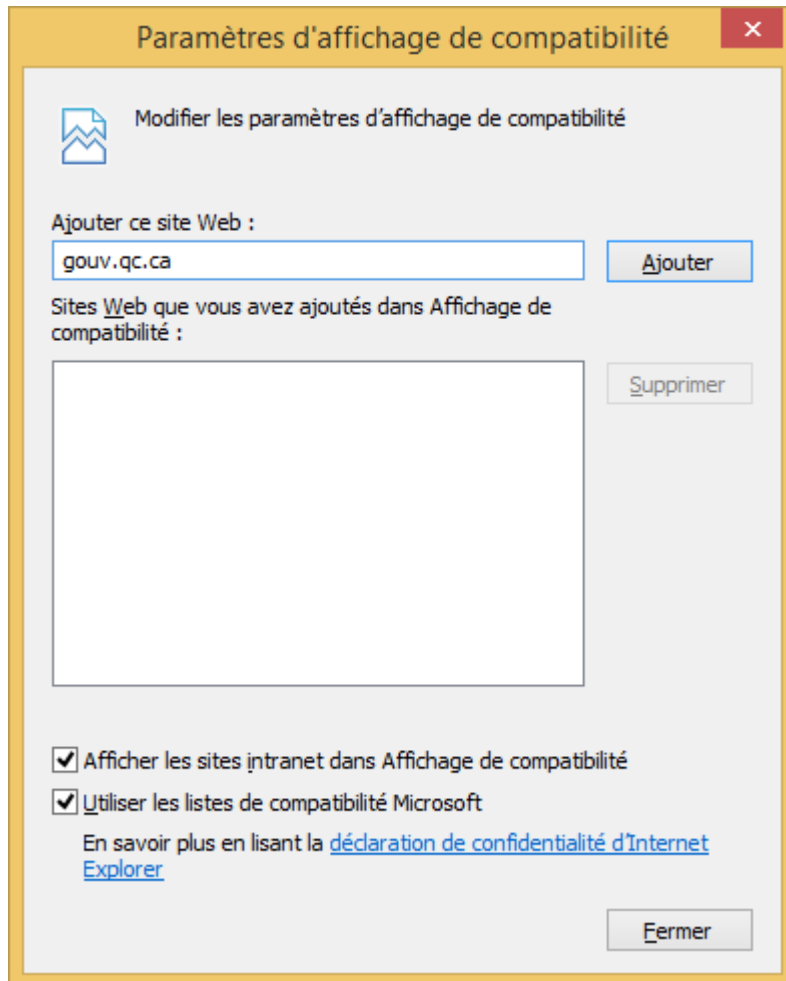 Paramètres d'affichage de compatibilité
Modifier les paramètres d’affichage de compatibilité
Ajouter ce site Web :
gouv.qc.ca
Ajouter
Sites Web que vous avez ajoutés dans Affichage de
compatibilité :
Supprimer
Afficher les sites intranet dans Affichage de compatibilité
Utiliser les listes de compatibilité Microsoft
En savoir plus en lisant la déclaration de confidentialité d’Internet
Explorer
Fermer